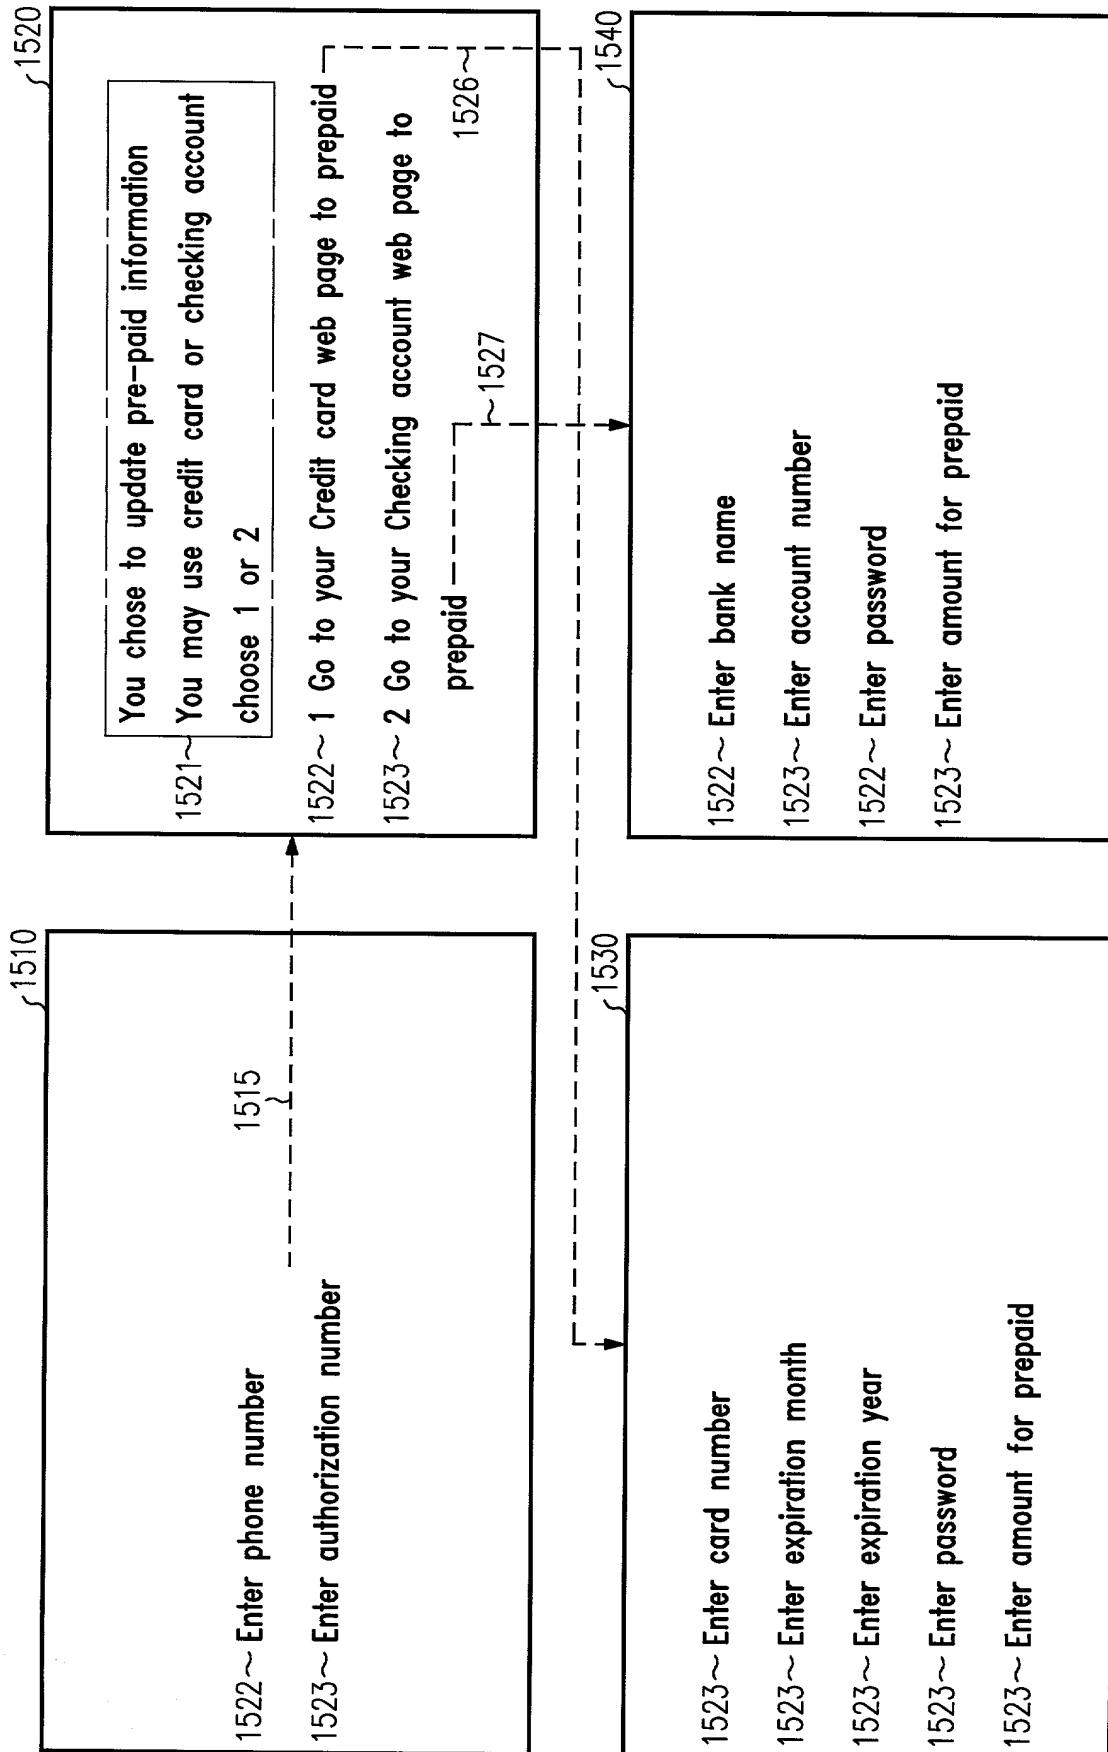 1510
1522 Enter phone number
1515
1523 Enter authorization number
1520
You chose to update pre-paid information
1521 You may use credit card or checking account
choose 1 or 2
1522 1 Go to your Credit card web page to prepaid
1523 2 Go to your Checking account web page to
prepaid
1526
1527
1530
1523 Enter card number
1523 Enter expiration month
1523 Enter expiration year
1523 Enter password
1523 Enter amount for prepaid
1540
1522 Enter bank name
1523 Enter account number
1522 Enter password
1523 Enter amount for prepaid